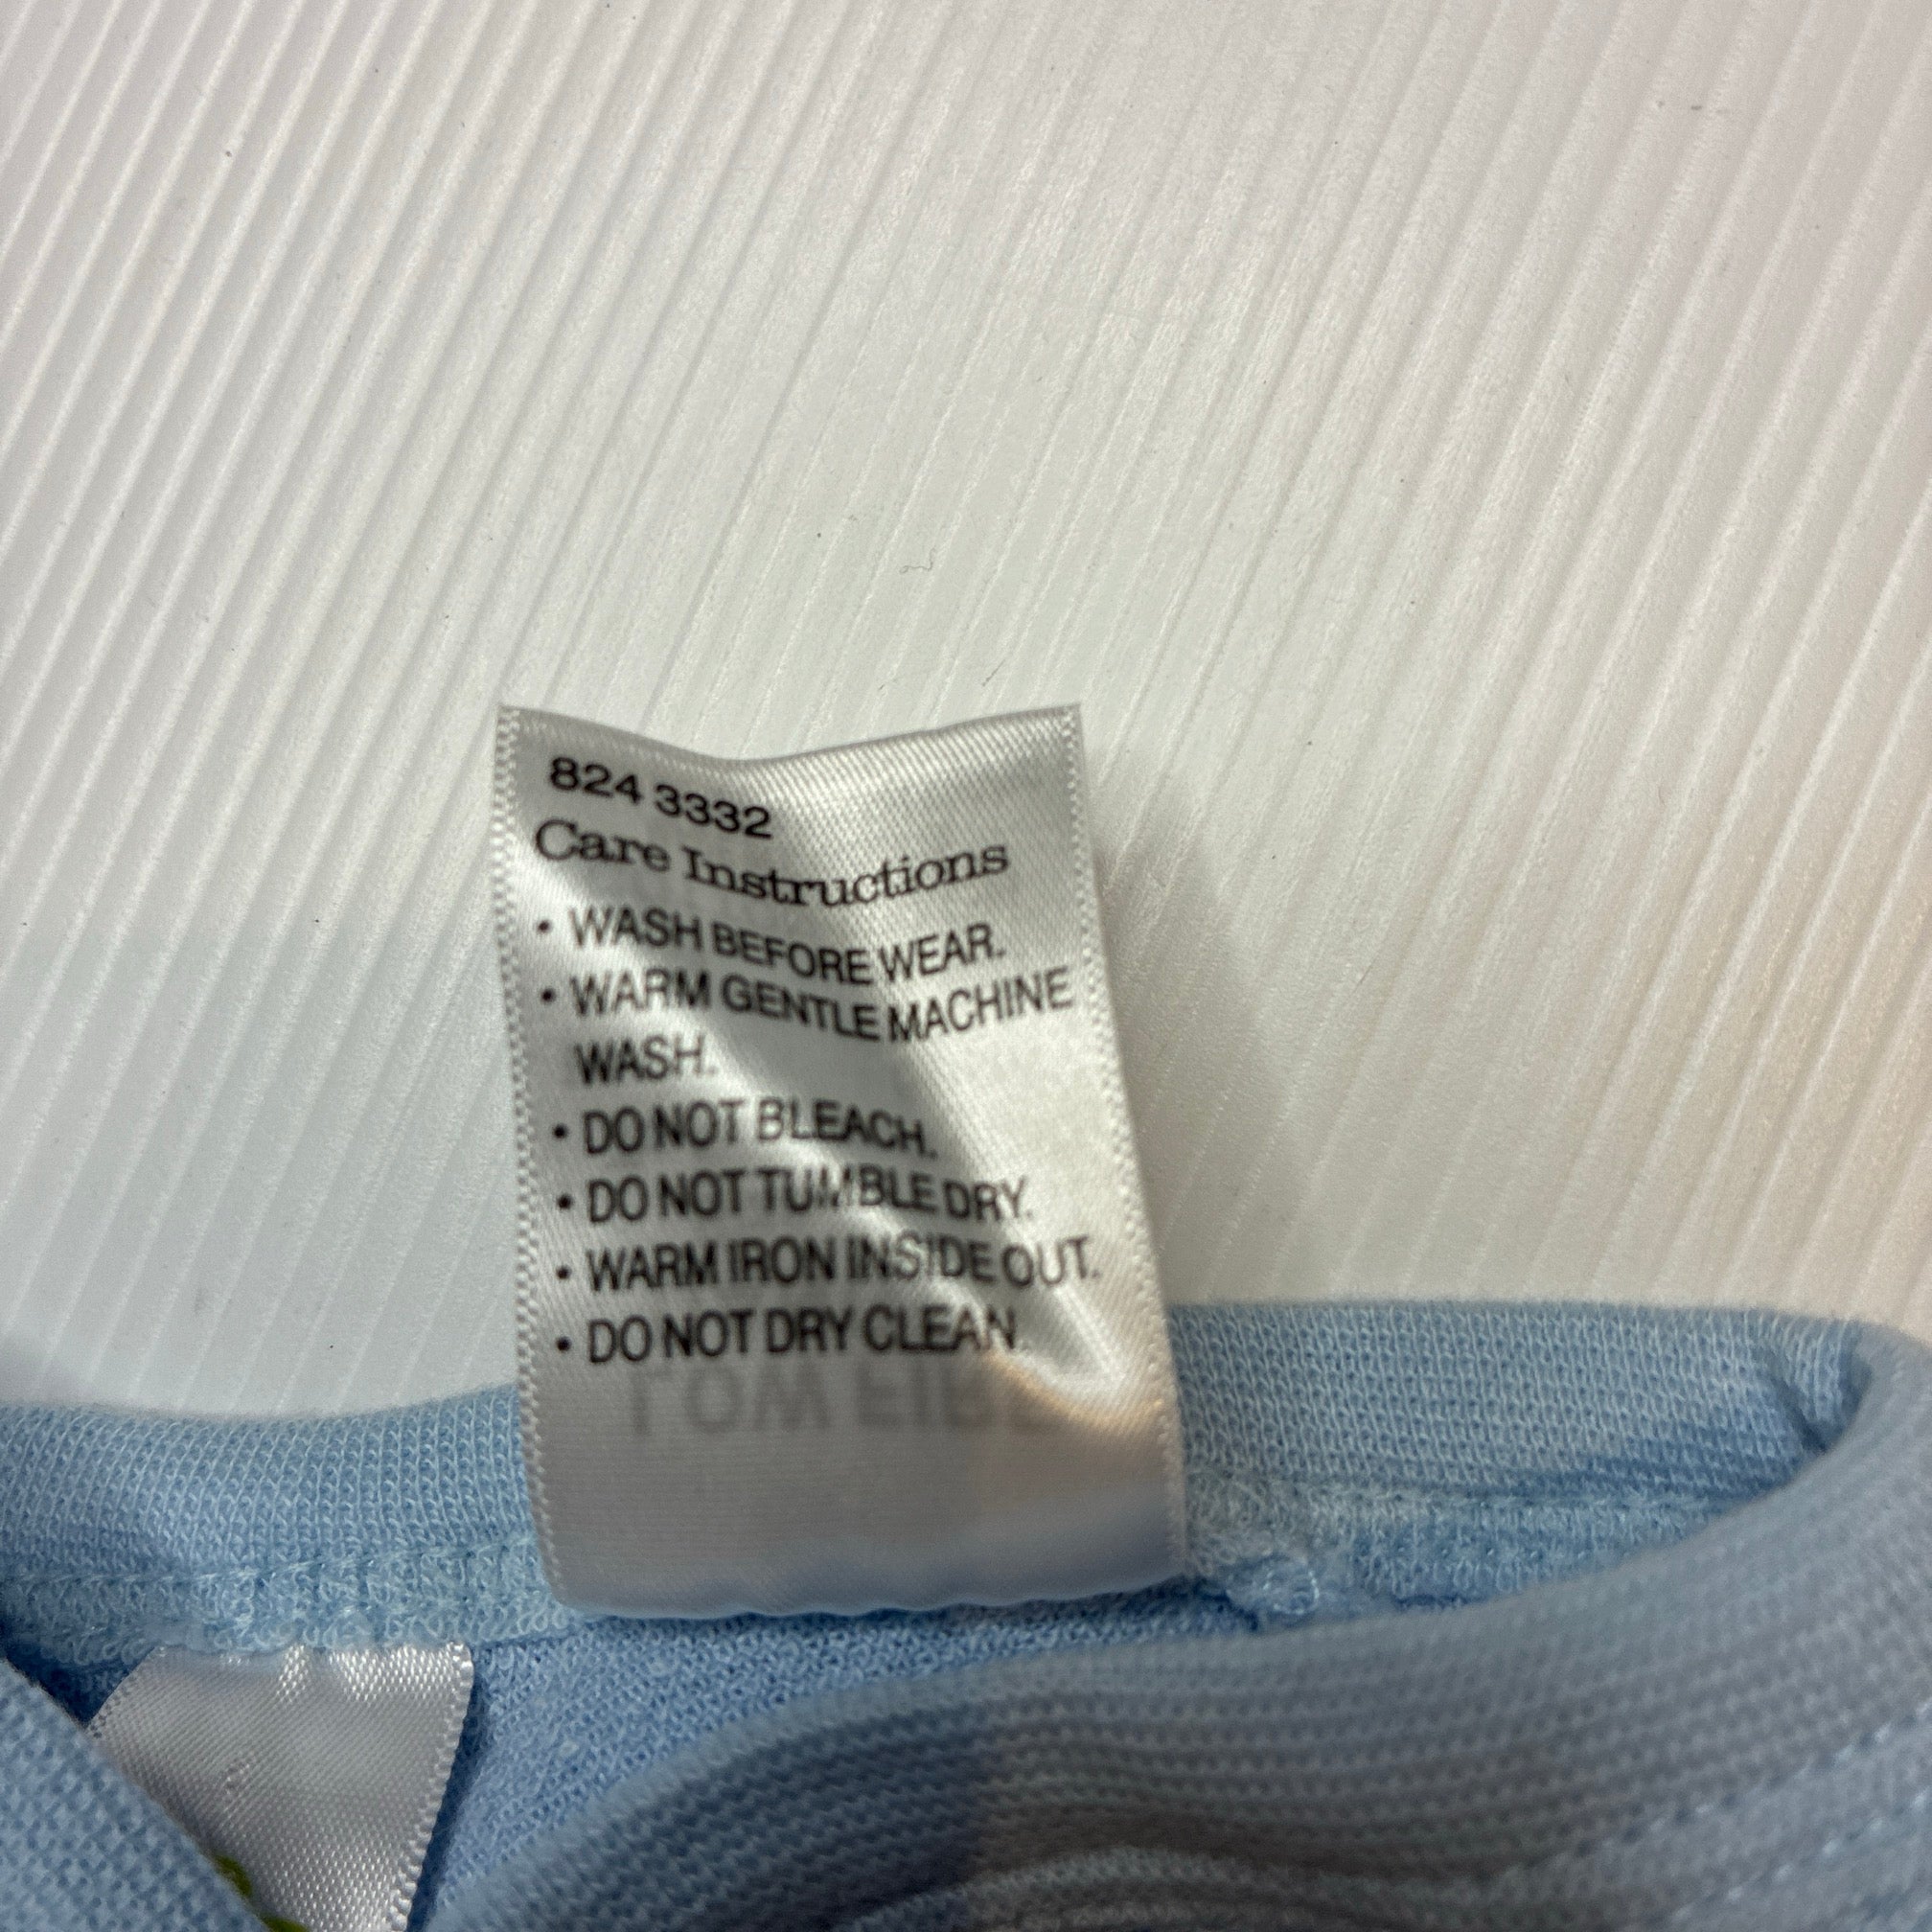 824 3332
Care Instructions
• WASH BEFORE WEAR.
• WARM GENTLE MACHINE
WASH.
• DO NOT BLEACH.
• DO NOT TUMBLE DRY.
• WARM IRON INSIDE OUT.
• DO NOT DRY CLEAN.